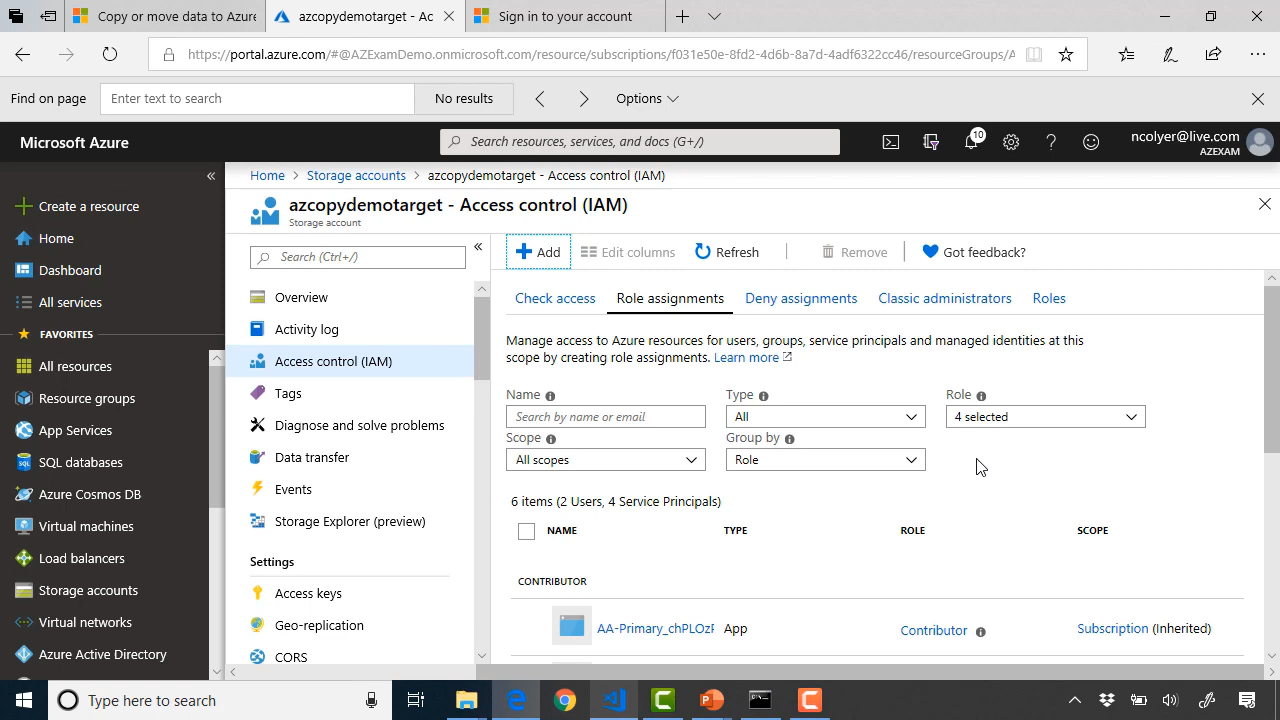 Copy or move data to Azure
azcopydemotarget - Ac
Sign in to your account
https://portal.azure.com/#@AZExamDemo.onmicrosoft.com/resource/subscriptions/f031e50e-8fd2-4d6b-8a7d-4adf6322cc46/resourceGroups/A
Find on page
Enter text to search
No results
Options
Microsoft Azure
Search resources, services, and docs (G+/)
10
ncolyer@live.com
AZEXAM
Create a resource
Home
Dashboard
All services
FAVORITES
All resources
Resource groups
App Services
SQL databases
Azure Cosmos DB
Virtual machines
Load balancers
Storage accounts
Virtual networks
Azure Active Directory
Home > Storage accounts > azcopydemotarget - Access control (IAM)
azcopydemotarget - Access control (IAM)
Storage account
Search (Ctrl+/)
Overview
Activity log
Access control (IAM)
Tags
Diagnose and solve problems
Data transfer
Events
Storage Explorer (preview)
Settings
Access keys
Geo-replication
CORS
Add
Edit columns
Refresh
Remove
Got feedback?
Check access
Role assignments
Deny assignments
Classic administrators
Roles
Manage access to Azure resources for users, groups, service principals and managed identities at this
scope by creating role assignments. Learn more
Name
Type
Role
Search by name or email
All
4 selected
Scope
Group by
All scopes
Role
6 items (2 Users, 4 Service Principals)
NAME
TYPE
ROLE
SCOPE
CONTRIBUTOR
AA-Primary_chPLOzF
App
Contributor
Subscription (Inherited)
Type here to search